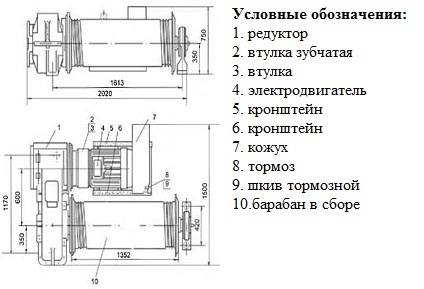 Условные обозначения:
1. редуктор
2. втулка зубчатая
3. втулка
4. электродвигатель
5. кронштейн
6. кронштейн
7. кожух
8. тормоз
9. шкив тормозной
10.барабан в сборе
750
350
1613
2020
1
2
3
4
5
6
7
8
9
1170
600
350
1500
420
1352
10